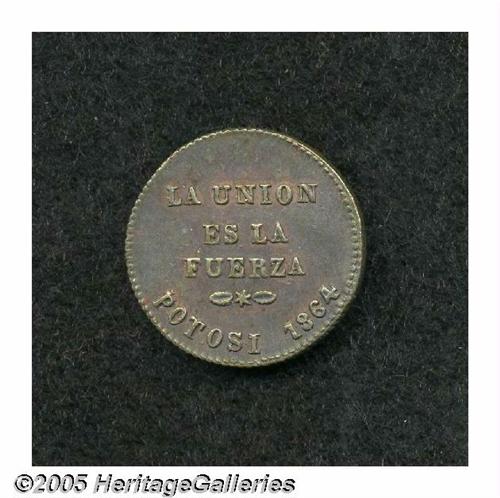 LA UNION
ES LA
FUERZA
POTOSI 1864
©2005 HeritageGalleries